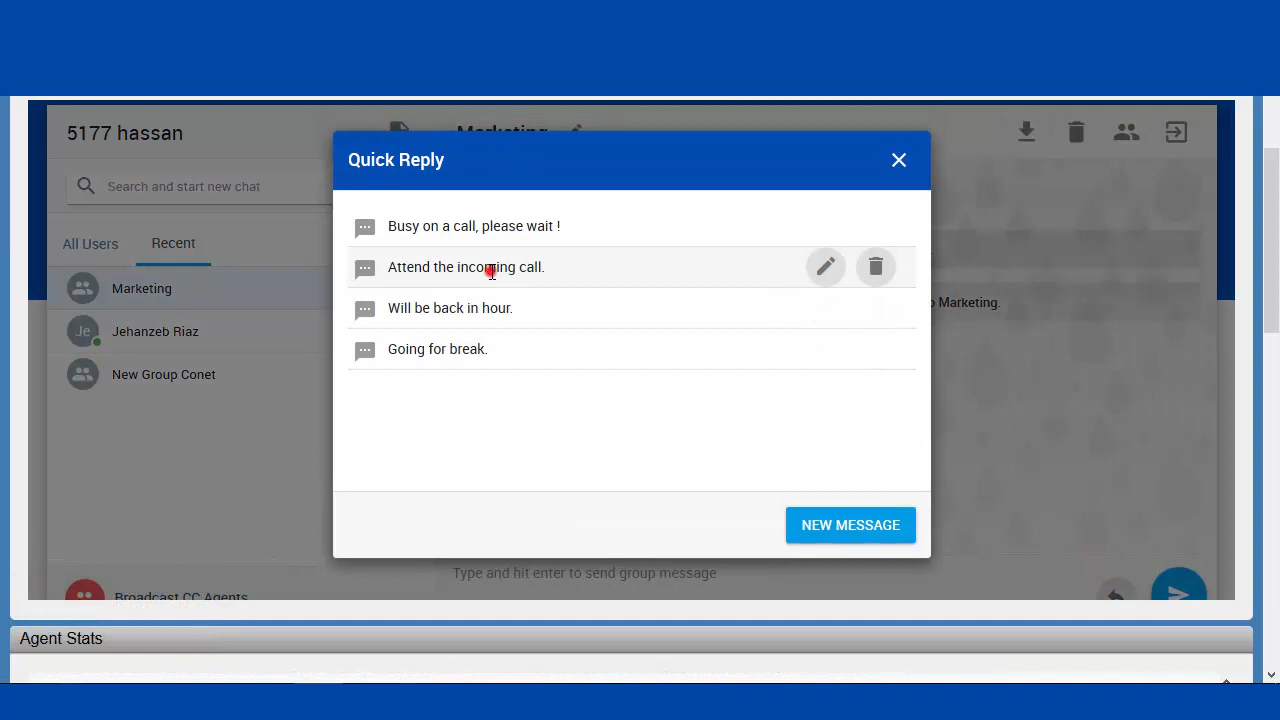 5177 hassan
Marketing
Quick Reply
Search and start new chat
Busy on a call, please wait !
All Users
Recent
Attend the incoming call.
Marketing
Marketing.
Will be back in hour.
Je
Jehanzeb Riaz
Going for break.
New Group Conet
NEW MESSAGE
Type and hit enter to send group message
Broadcast CC Agents
Agent Stats